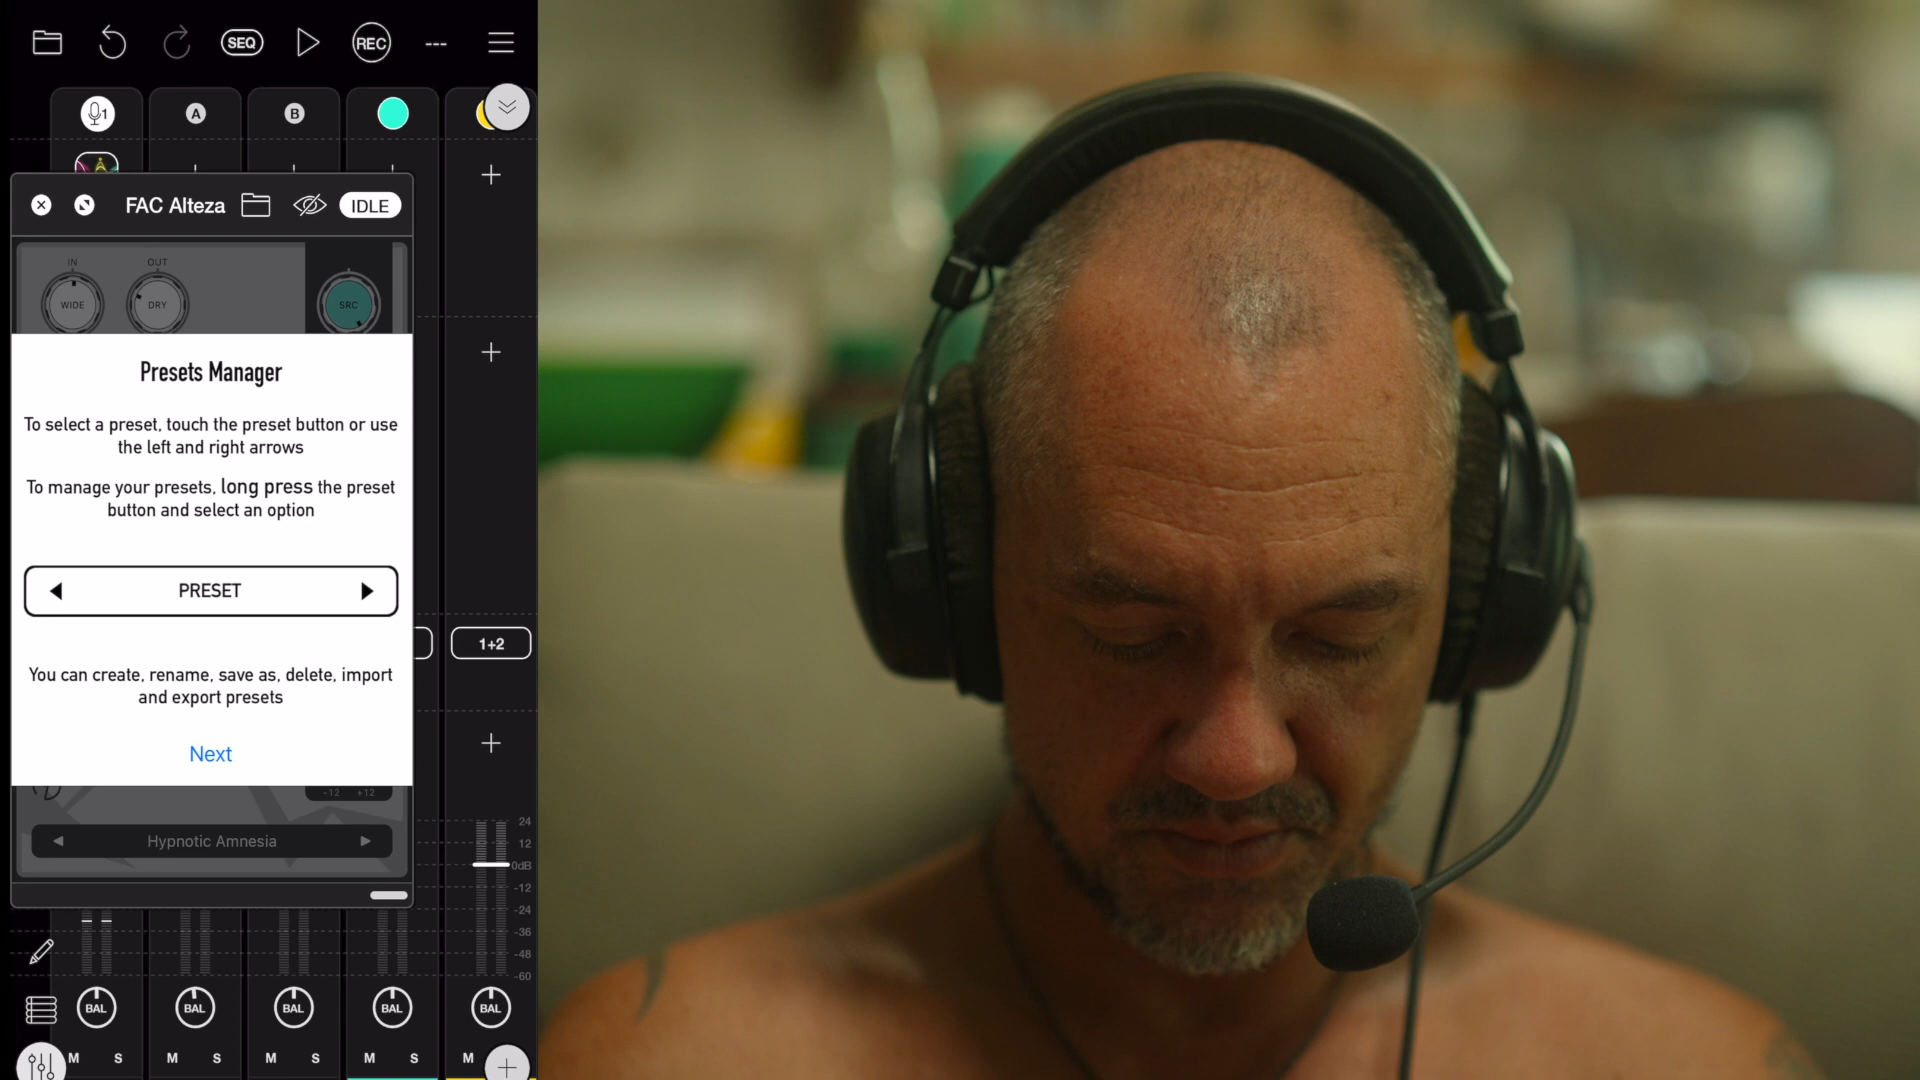 SEQ
REC
---
1
A
B
FAC Alteza
IDLE
IN
OUT
WIDE
DRY
SRC
Presets Manager
To select a preset, touch the preset button or use
the left and right arrows
To manage your presets, long press the preset
button and select an option
PRESET
1+2
You can create, rename, save as, delete, import
and export presets
Next
-12 +12
Hypnotic Amnesia
24
12
0dB
-12
-24
-36
-48
-60
BAL
BAL
BAL
BAL
BAL
M S
M S
M S
M S
M